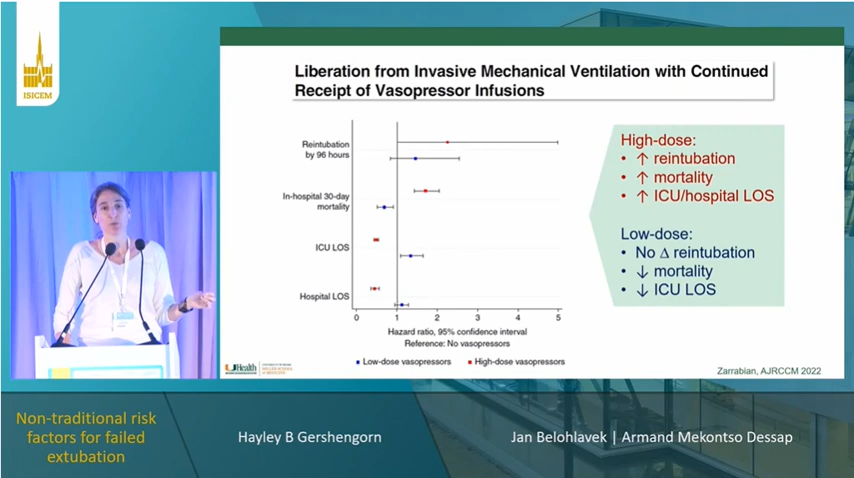 ISICEM
Liberation from Invasive Mechanical Ventilation with Continued
Receipt of Vasopressor Infusions
Reintubation
by 96 hours
In-hospital 30-day
mortality
ICU LOS
Hospital LOS
0 1 2 3 4 5
Hazard ratio, 95% confidence interval
Reference: No vasopressors
Low-dose vasopressors High-dose vasopressors
High-dose:
• ↑ reintubation
• ↑ mortality
• ↑ ICU/hospital LOS
Low-dose:
• No Δ reintubation
• ↓ mortality
• ↓ ICU LOS
UHealth
Zarrabian, AJRCCM 2022
Non-traditional risk
factors for failed
extubation
Hayley B Gershengorn
Jan Belohlavek | Armand Mekontso Dessap